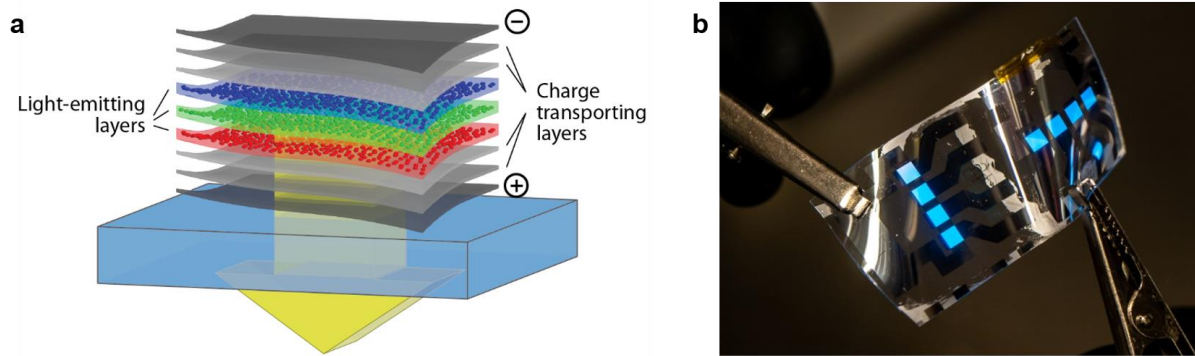 a
b
−
Light-emitting
layers
Charge
transporting
layers
+